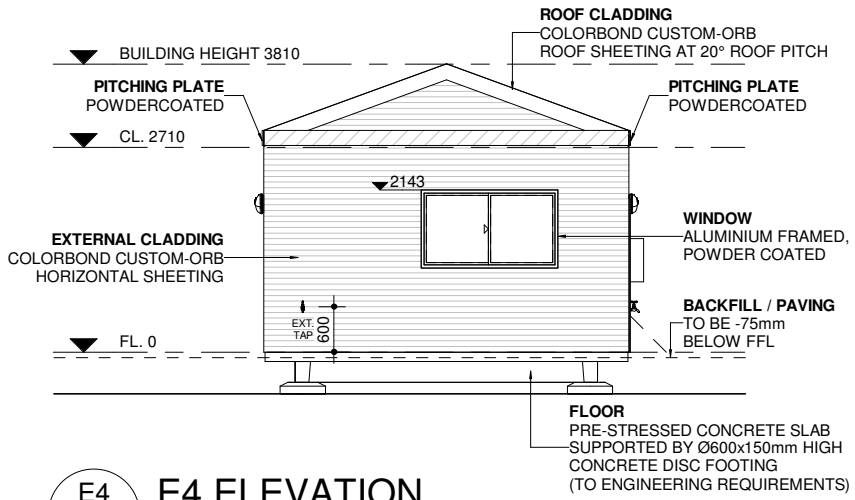 ROOF CLADDING
COLORBOND CUSTOM-ORB
ROOF SHEETING AT 20° ROOF PITCH
BUILDING HEIGHT 3810
PITCHING PLATE
POWDERCOATED
PITCHING PLATE
POWDERCOATED
CL. 2710
2143
EXTERNAL CLADDING
COLORBOND CUSTOM-ORB
HORIZONTAL SHEETING
WINDOW
ALUMINIUM FRAMED,
POWDER COATED
EXT.
TAP
600
BACKFILL / PAVING
TO BE -75mm
BELOW FFL
FL. 0
FLOOR
PRE-STRESSED CONCRETE SLAB
SUPPORTED BY Ø600x150mm HIGH
CONCRETE DISC FOOTING
(TO ENGINEERING REQUIREMENTS)
E4
E4 ELEVATION